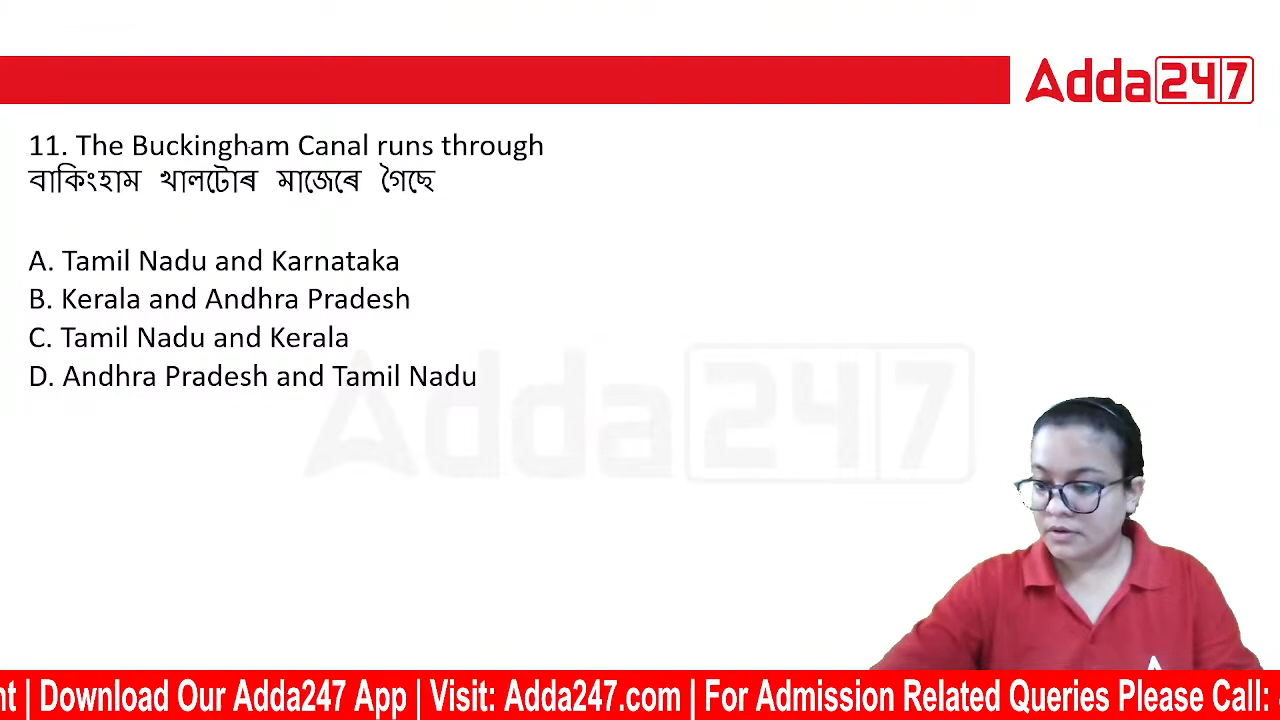 Adda247
11. The Buckingham Canal runs through
বাকিংহাম খালটোৰ মাজেৰে গৈছে
A. Tamil Nadu and Karnataka
B. Kerala and Andhra Pradesh
C. Tamil Nadu and Kerala
D. Andhra Pradesh and Tamil Nadu
Adda247
nt | Download Our Adda247 App | Visit: Adda247.com | For Admission Related Queries Please Call: